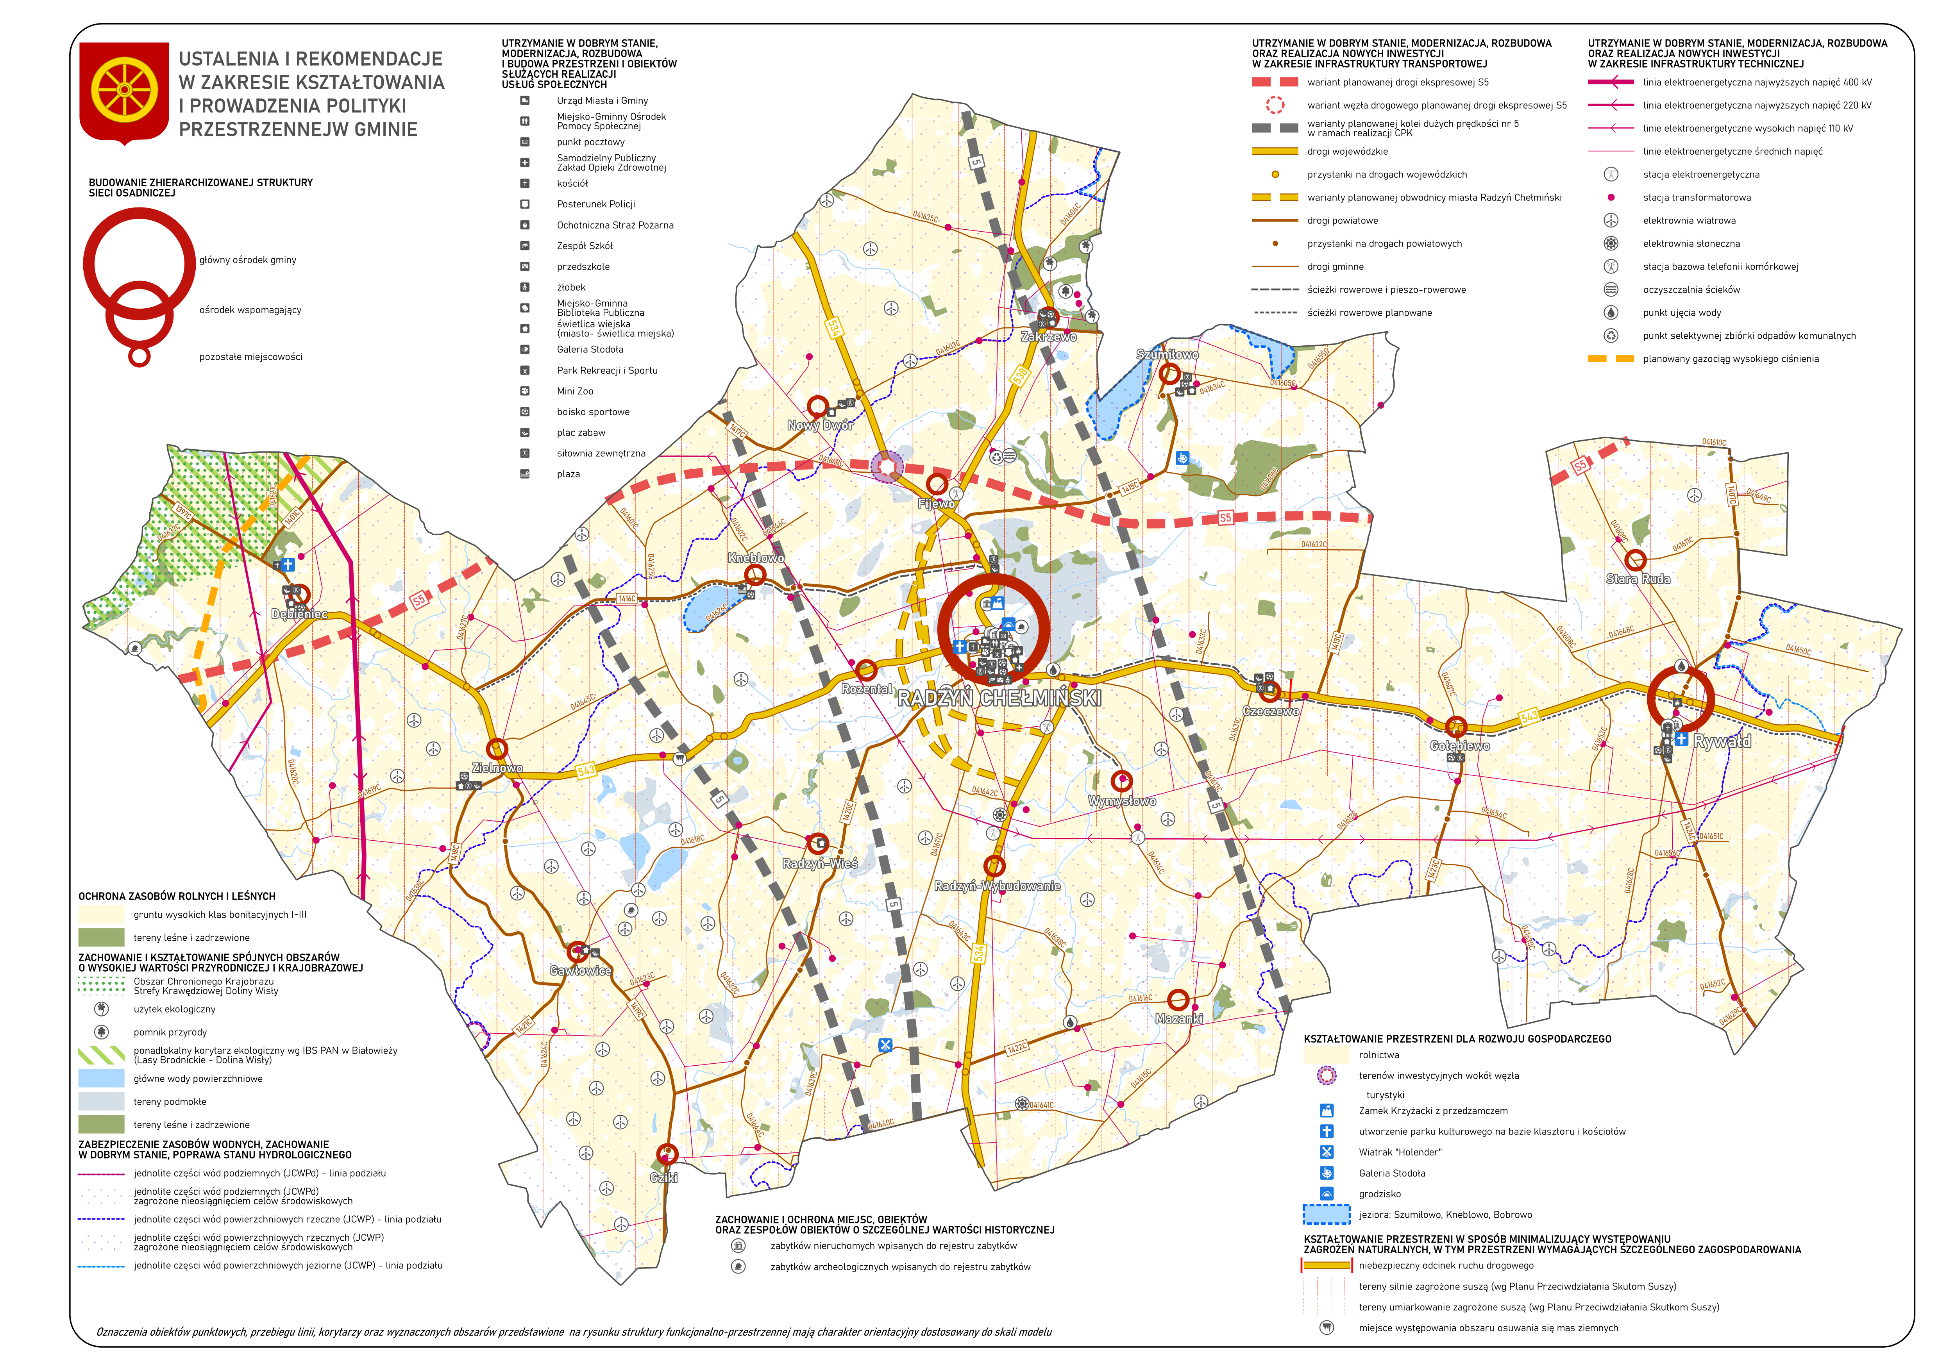 USTALENIA I REKOMENDACJE
W ZAKRESIE KSZTAŁTOWANIA
I PROWADZENIA POLITYKI
PRZESTRZENNEJW GMINIE
BUDOWANIE ZHIERARCHIZOWANEJ STRUKTURY
SIECI OSADNICZEJ
główny ośrodek gminy
ośrodek wspomagający
pozostałe miejscowości
UTRZYMANIE W DOBRYM STANIE,
MODERNIZACJA, ROZBUDOWA
I BUDOWA PRZESTRZENI I OBIEKTÓW
SŁUŻĄCYCH REALIZACJI
USŁUG SPOŁECZNYCH
Urząd Miasta i Gminy
Miejsko-Gminny Ośrodek
Pomocy Społecznej
punkt pocztowy
Samodzielny Publiczny
Zakład Opieki Zdrowotnej
kościół
Posterunek Policji
Ochotniczna Straż Pożarna
Zespół Szkół
przedszkole
żłobek
Miejsko-Gminna
Biblioteka Publiczna
świetlica wiejska
(miasto- świetlica miejska)
Galeria Stodoła
Park Rekreacji i Sportu
Mini Zoo
boisko sportowe
plac zabaw
siłownia zewnętrzna
plaża
UTRZYMANIE W DOBRYM STANIE, MODERNIZACJA, ROZBUDOWA
ORAZ REALIZACJA NOWYCH INWESTYCJI
W ZAKRESIE INFRASTRUKTURY TRANSPORTOWEJ
wariant planowanej drogi ekspresowej S5
wariant węzła drogowego planowanej drogi ekspresowej S5
warianty planowanej kolei dużych prędkości nr 5
w ramach realizacji CPK
drogi wojewódzkie
przystanki na drogach wojewódzkich
warianty planowanej obwodnicy miasta Radzyń Chełmiński
drogi powiatowe
przystanki na drogach powiatowych
drogi gminne
ścieżki rowerowe i pieszo-rowerowe
ścieżki rowerowe planowane
UTRZYMANIE W DOBRYM STANIE, MODERNIZACJA, ROZBUDOWA
ORAZ REALIZACJA NOWYCH INWESTYCJI
W ZAKRESIE INFRASTRUKTURY TECHNICZNEJ
linia elektroenergetyczna najwyższych napięć 400 kV
linia elektroenergetyczna najwyższych napięć 220 kV
linie elektroenergetyczne wysokich napięć 110 kV
linie elektroenergetyczne średnich napięć
stacja elektroenergetyczna
stacja transformatorowa
elektrownia wiatrowa
elektrownia słoneczna
stacja bazowa telefonii komórkowej
oczyszczalnia ścieków
punkt ujęcia wody
punkt selektywnej zbiórki odpadów komunalnych
planowany gazociąg wysokiego ciśnienia
Zakrzewo
Szumiłowo
Nowy Dwór
Fijewo
Kneblowo
Dębieniec
Stara Ruda
Rozental
RADZYŃ CHEŁMIŃSKI
Czeczewo
Gołębiewo
Rywałd
Zielnowo
Wymysłowo
Radzyń-Wieś
Radzyń-Wybudowanie
Gawłowice
Mazanki
Gziki
534
538
543
543
534
S5
S5
S5
5
5
5
5
1416C
1415C
1422C
1421C
1420C
OCHRONA ZASOBÓW ROLNYCH I LEŚNYCH
gruntu wysokich klas bonitacyjnych I-III
tereny leśne i zadrzewione
ZACHOWANIE I KSZTAŁTOWANIE SPÓJNYCH OBSZARÓW
O WYSOKIEJ WARTOŚCI PRZYRODNICZEJ I KRAJOBRAZOWEJ
Obszar Chronionego Krajobrazu
Strefy Krawędziowej Doliny Wisły
użytek ekologiczny
pomnik przyrody
ponadlokalny korytarz ekologiczny wg IBS PAN w Białowieży
(Lasy Brodnickie - Dolina Wisły)
główne wody powierzchniowe
tereny podmokłe
tereny leśne i zadrzewione
ZABEZPIECZENIE ZASOBÓW WODNYCH, ZACHOWANIE
W DOBRYM STANIE, POPRAWA STANU HYDROLOGICZNEGO
jednolite części wód podziemnych (JCWPd) - linia podziału
jednolite części wód podziemnych (JCWPd)
zagrożone nieosiągnięciem celów środowiskowych
jednolite częsci wód powierzchniowych rzeczne (JCWP) - linia podziału
jednolite części wód powierzchniowych rzecznych (JCWP)
zagrożone nieosiągnięciem celów środowiskowych
jednolite częsci wód powierzchniowych jeziorne (JCWP) - linia podziału
ZACHOWANIE I OCHRONA MIEJSC, OBIEKTÓW
ORAZ ZESPOŁÓW OBIEKTÓW O SZCZEGÓLNEJ WARTOŚCI HISTORYCZNEJ
zabytków nieruchomych wpisanych do rejestru zabytków
zabytków archeologicznych wpisanych do rejestru zabytków
KSZTAŁTOWANIE PRZESTRZENI DLA ROZWOJU GOSPODARCZEGO
rolnictwa
terenów inwestycyjnych wokół węzła
turystyki
Zamek Krzyżacki z przedzamczem
utworzenie parku kulturowego na bazie klasztoru i kościołów
Wiatrak "Holender"
Galeria Stodoła
grodzisko
jeziora: Szumiłowo, Kneblowo, Bobrowo
KSZTAŁTOWANIE PRZESTRZENI W SPOSÓB MINIMALIZUJĄCY WYSTĘPOWANIU
ZAGROŻEŃ NATURALNYCH, W TYM PRZESTRZENI WYMAGAJĄCYCH SZCZEGÓLNEGO ZAGOSPODAROWANIA
niebezpieczny odcinek ruchu drogowego
tereny silnie zagrożone suszą (wg Planu Przeciwdziałania Skutom Suszy)
tereny umiarkowanie zagrożone suszą (wg Planu Przeciwdziałania Skutkom Suszy)
miejsce występowania obszaru osuwania się mas ziemnych
Oznaczenia obiektów punktowych, przebiegu linii, korytarzy oraz wyznaczonych obszarów przedstawione na rysunku struktury funkcjonalno-przestrzennej mają charakter orientacyjny dostosowany do skali modelu